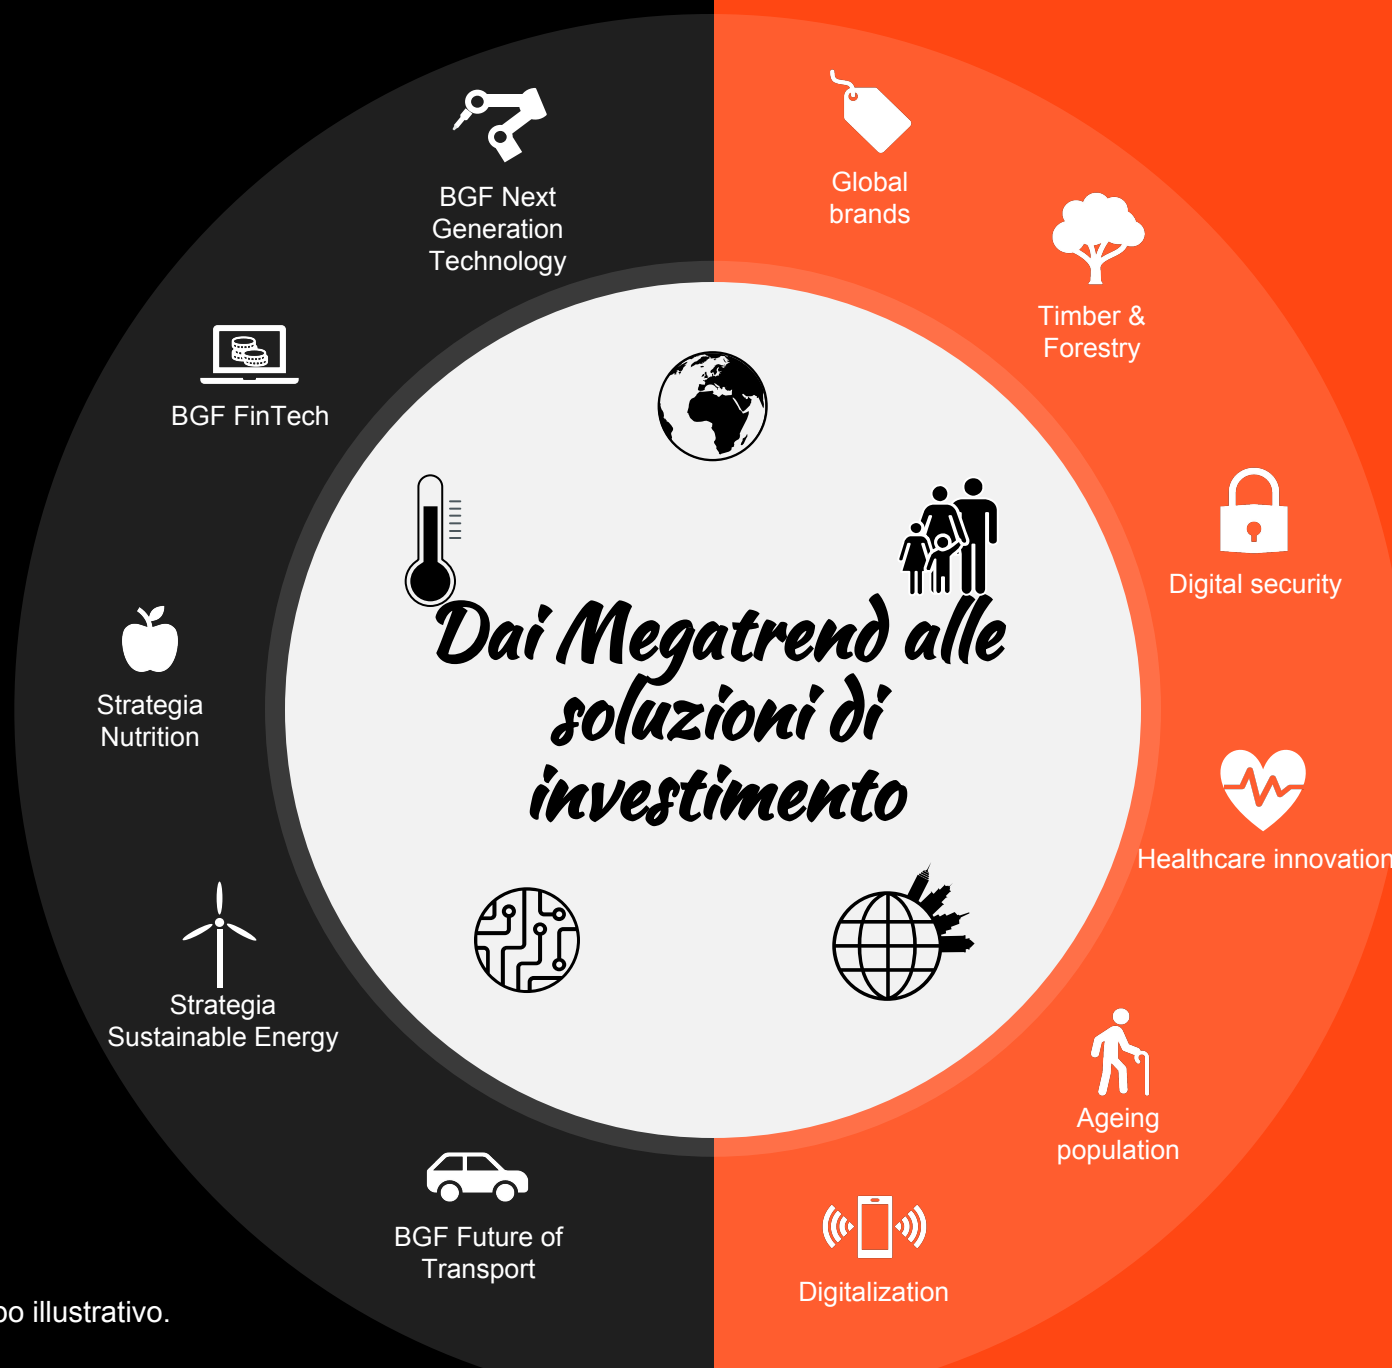 BGF Next
Generation
Technology
Global
brands
Timber &
Forestry
BGF FinTech
Digital security
Dai Megatrend alle
soluzioni di
investimento
Strategia
Nutrition
Healthcare innovation
Strategia
Sustainable Energy
Ageing
population
BGF Future of
Transport
Digitalization
illustrativo.